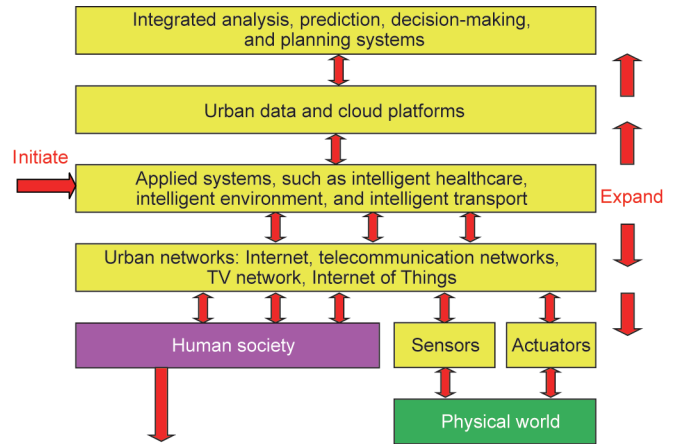 Integrated analysis, prediction, decision-making,
and planning systems
Urban data and cloud platforms
Initiate
Applied systems, such as intelligent healthcare,
intelligent environment, and intelligent transport
Expand
Urban networks: Internet, telecommunication networks,
TV network, Internet of Things
Human society
Sensors
Actuators
Physical world